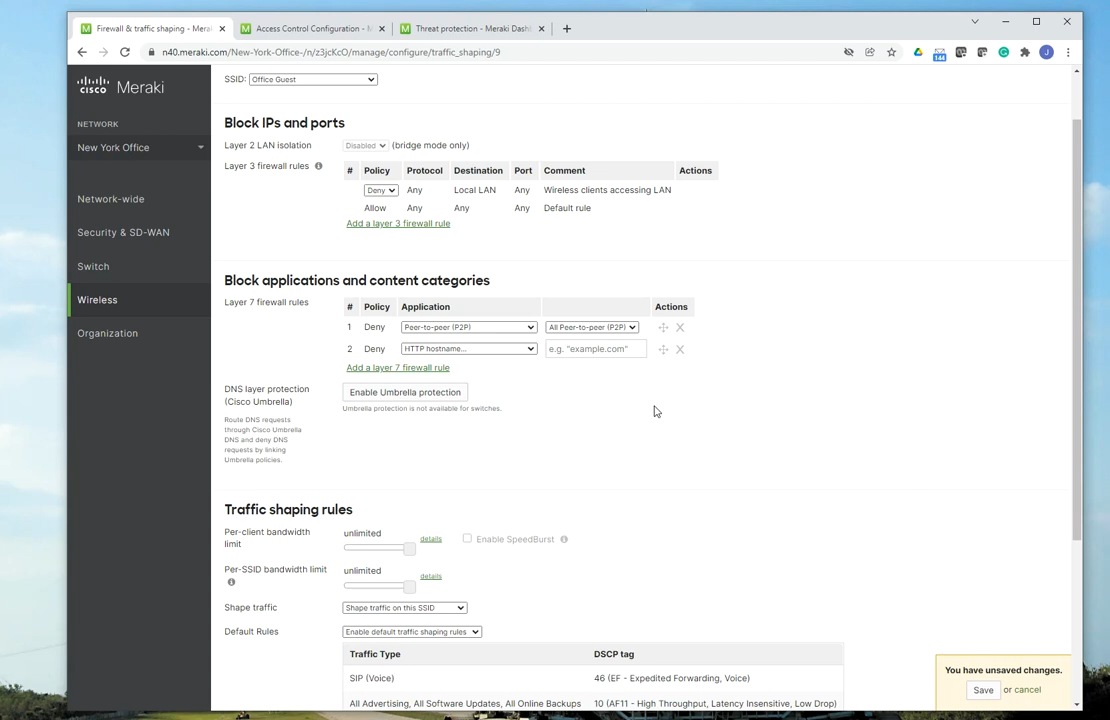 Firewall & traffic shaping - Merak
Access Control Configuration - M
Threat protection - Meraki Dash
n40.meraki.com/New-York-Office-/n/z3jcKcO/manage/configure/traffic_shaping/9
144
J
cisco Meraki
NETWORK
New York Office
Network-wide
Security & SD-WAN
Switch
Wireless
Organization
SSID: Office Guest
Block IPs and ports
Layer 2 LAN isolation Disabled (bridge mode only)
Layer 3 firewall rules
# Policy Protocol Destination Port Comment Actions
Deny Any Local LAN Any Wireless clients accessing LAN
Allow Any Any Any Default rule
Add a layer 3 firewall rule
Block applications and content categories
Layer 7 firewall rules
# Policy Application Actions
1 Deny Peer-to-peer (P2P) All Peer-to-peer (P2P)
2 Deny HTTP hostname... e.g. "example.com"
Add a layer 7 firewall rule
DNS layer protection
(Cisco Umbrella)
Enable Umbrella protection
Umbrella protection is not available for switches.
Route DNS requests
through Cisco Umbrella
DNS and deny DNS
requests by linking
Umbrella policies.
Traffic shaping rules
Per-client bandwidth
limit
unlimited
details
Enable SpeedBurst
Per-SSID bandwidth limit
unlimited
details
Shape traffic Shape traffic on this SSID
Default Rules Enable default traffic shaping rules
Traffic Type DSCP tag
SIP (Voice) 46 (EF - Expedited Forwarding, Voice)
All Advertising, All Software Updates, All Online Backups 10 (AF11 - High Throughput, Latency Insensitive, Low Drop)
You have unsaved changes.
Save or cancel